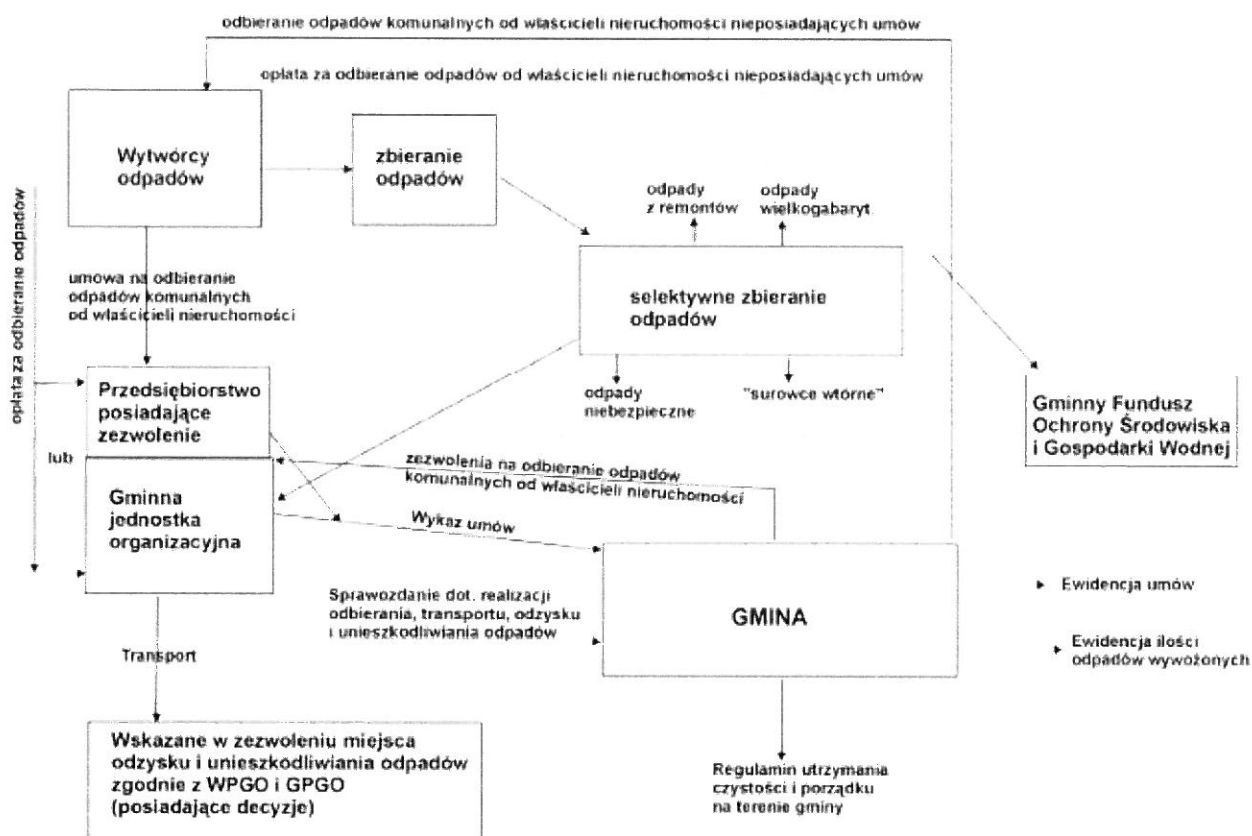 odbieranie odpadów komunalnych od właścicieli nieruchomości nieposiadających umów
opłata za odbieranie odpadów od właścicieli nieruchomości nieposiadających umów
Wytwórcy
odpadów
zbieranie
odpadów
odpady
z remontów
odpady
wielkogabaryt.
opłata za odbieranie odpadów
umowa na odbieranie
odpadów komunalnych
od właścicieli nieruchomości
selektywne zbieranie
odpadów
odpady
niebezpieczne
"surowce wtórne"
Przedsiębiorstwo
posiadające
zezwolenie
Gminny Fundusz
Ochrony Środowiska
i Gospodarki Wodnej
lub
zezwolenia na odbieranie odpadów
komunalnych od właścicieli nieruchomości
Gminna
jednostka
organizacyjna
Wykaz umów
Sprawozdanie dot. realizacji
odbierania, transportu, odzysku
i unieszkodliwiania odpadów
GMINA
Ewidencja umów
Ewidencja ilości
odpadów wywożonych
Transport
Wskazane w zezwoleniu miejsca
odzysku i unieszkodliwiania odpadów
zgodnie z WPGO i GPGO
(posiadające decyzje)
Regulamin utrzymania
czystości i porządku
na terenie gminy